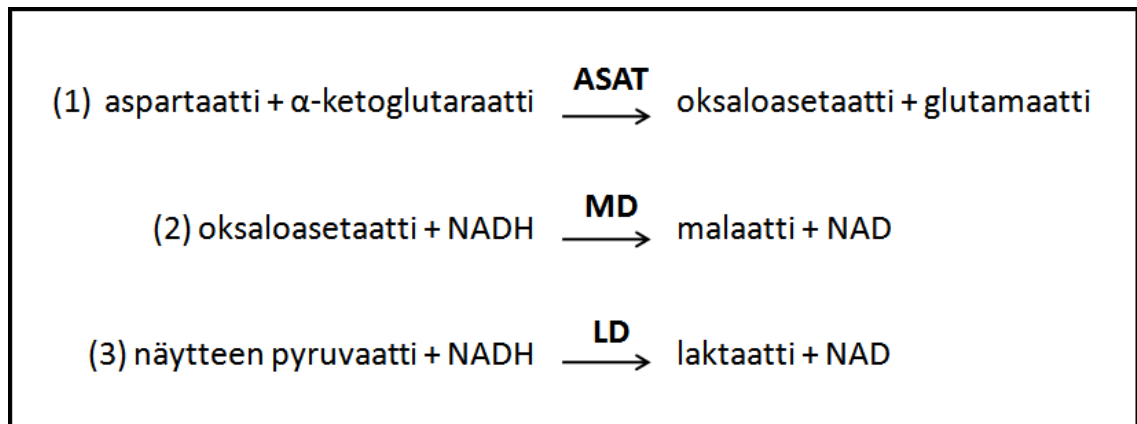 (1) aspartaatti + α-ketoglutaraatti ASAT → oksaloasetaatti + glutamaatti
(2) oksaloasetaatti + NADH MD → malaatti + NAD
(3) näytteen pyruvaatti + NADH LD → laktaatti + NAD